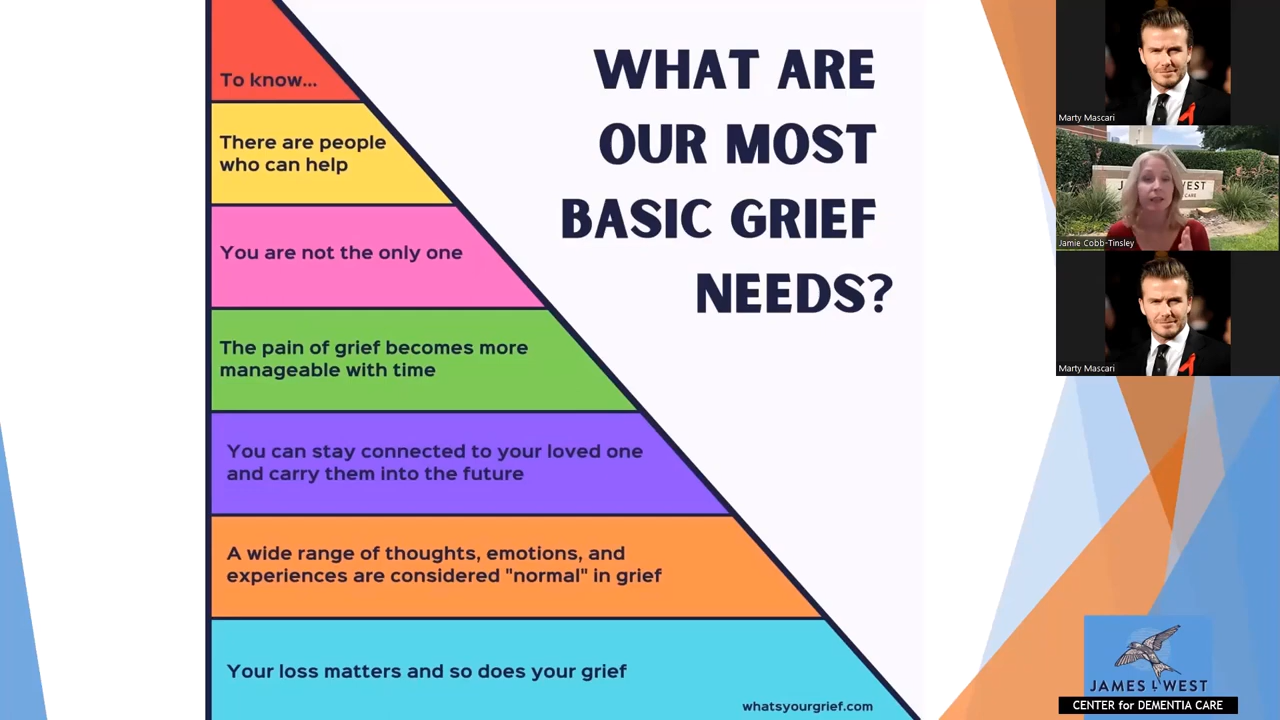 WHAT ARE
OUR MOST
BASIC GRIEF
NEEDS?
To know...
There are people
who can help
You are not the only one
The pain of grief becomes more
manageable with time
You can stay connected to your loved one
and carry them into the future
A wide range of thoughts, emotions, and
experiences are considered "normal" in grief
Your loss matters and so does your grief
whatsyourgrief.com
Marty Mascari
Jamie Cobb-Tinsley
Marty Mascari
JAMES L WEST
CENTER for DEMENTIA CARE